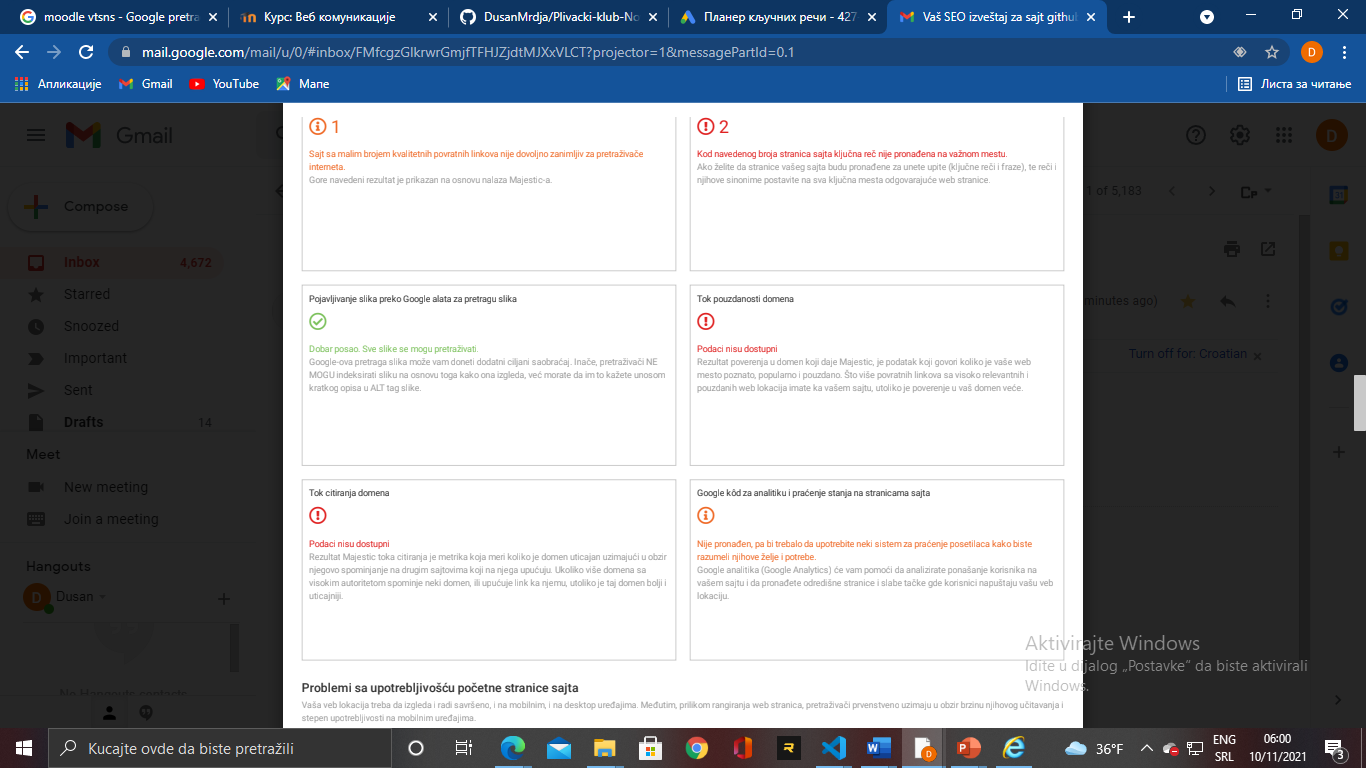 moodle vtsns - Google pretra
Курс: Веб комуникације
DusanMrdja/Plivacki-klub-No
Планер кључних речи - 427
Vaš SEO izveštaj za sajt github
mail.google.com/mail/u/0/#inbox/FMfcgzGlkrwrGmjfTFHJZjdtMJXxVLCT?projector=1&messagePartId=0.1
D
Апликације
Gmail
YouTube
Мапе
Листа за читање
Gmail
D
Compose
1 of 5,183
Inbox 4,672
Starred
Snoozed
Important
Sent
Drafts 14
minutes ago)
Turn off for: Croatian
Meet
New meeting
Join a meeting
Hangouts
D Dusan
No Hangouts contacts
1
Sajt sa malim brojem kvalitetnih povratnih linkova nije dovoljno zanimljiv za pretraživače
interneta.
Gore navedeni rezultat je prikazan na osnovu nalaza Majestic-a.
2
Kod navedenog broja stranica sajta ključna reč nije pronađena na važnom mestu.
Ako želite da stranice vašeg sajta budu pronađene za unete upite (ključne reči i fraze), te reči i
njihove sinonime postavite na sva ključna mesta odgovarajuće web stranice.
Pojavljivanje slika preko Google alata za pretragu slika
Dobar posao. Sve slike se mogu pretraživati.
Google-ova pretraga slika može vam doneti dodatni ciljani saobraćaj. Inače, pretraživači NE
MOGU indeksirati sliku na osnovu toga kako ona izgleda, već morate da im to kažete unosom
kratkog opisa u ALT tag slike.
Tok pouzdanosti domena
Podaci nisu dostupni
Rezultat poverenja u domen koji daje Majestic, je podatak koji govori koliko je vaše web
mesto poznato, popularno i pouzdano. Što više povratnih linkova sa visoko relevantnih i
pouzdanih web lokacija imate ka vašem sajtu, utoliko je poverenje u vaš domen veće.
Tok citiranja domena
Podaci nisu dostupni
Rezultat Majestic toka citiranja je metrika koja meri koliko je domen uticajan uzimajući u obzir
njegovo spominjanje na drugim sajtovima koji na njega upućuju. Ukoliko više domena sa
visokim autoritetom spominje neki domen, ili upućuje link ka njemu, utoliko je taj domen bolji i
uticajniji.
Google kôd za analitiku i praćenje stanja na stranicama sajta
Nije pronađen, pa bi trebalo da upotrebite neki sistem za praćenje posetilaca kako biste
razumeli njihove želje i potrebe.
Google analitika (Google Analytics) će vam pomoći da analizirate ponašanje korisnika na
vašem sajtu i da pronađete odredišne stranice i slabe tačke gde korisnici napuštaju vašu veb
lokaciju.
Problemi sa upotrebljivošću početne stranice sajta
Vaša veb lokacija treba da izgleda i radi savršeno, i na mobilnim, i na desktop uređajima. Međutim, prilikom rangiranja web stranica, pretraživači prvenstveno uzimaju u obzir brzinu njihovog učitavanja i
stepen upotrebljivosti na mobilnim uređajima.
Aktivirajte Windows
Idite u dijalog „Postavke“ da biste aktivirali
Windows.
Kucajte ovde da biste pretražili
36°F
ENG
SRL
06:00
10/11/2021
3